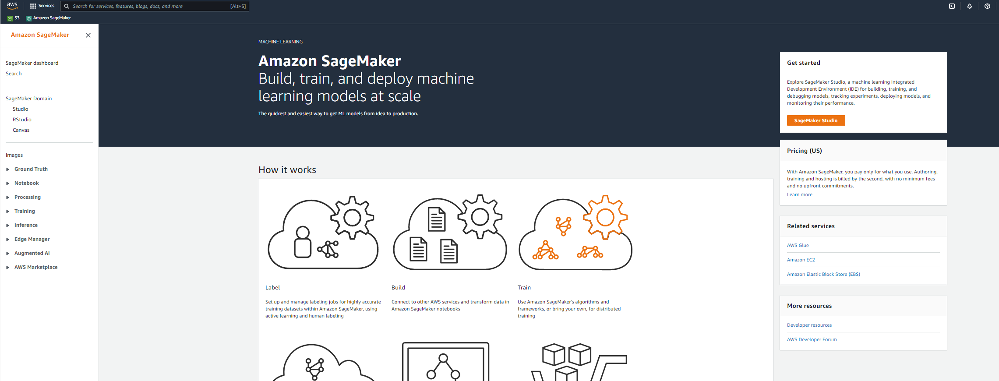 aws
Services
Search for services, features, blogs, docs, and more
[Alt+S]
S3
Amazon SageMaker
Amazon SageMaker
SageMaker dashboard
Search
SageMaker Domain
Studio
RStudio
Canvas
Images
Ground Truth
Notebook
Processing
Training
Inference
Edge Manager
Augmented AI
AWS Marketplace
MACHINE LEARNING
Amazon SageMaker
Build, train, and deploy machine
learning models at scale
The quickest and easiest way to get ML models from idea to production.
How it works
Label
Set up and manage labeling jobs for highly accurate
training datasets within Amazon SageMaker, using
active learning and human labeling
Build
Connect to other AWS services and transform data in
Amazon SageMaker notebooks
Train
Use Amazon SageMaker's algorithms and
frameworks, or bring your own, for distributed
training
Get started
Explore SageMaker Studio, a machine learning Integrated
Development Environment (IDE) for building, training, and
debugging models, tracking experiments, deploying models, and
monitoring their performance.
SageMaker Studio
Pricing (US)
With Amazon SageMaker, you pay only for what you use. Authoring,
training and hosting is billed by the second, with no minimum fees
and no upfront commitments.
Learn more
Related services
AWS Glue
Amazon EC2
Amazon Elastic Block Store (EBS)
More resources
Developer resources
AWS Developer Forum